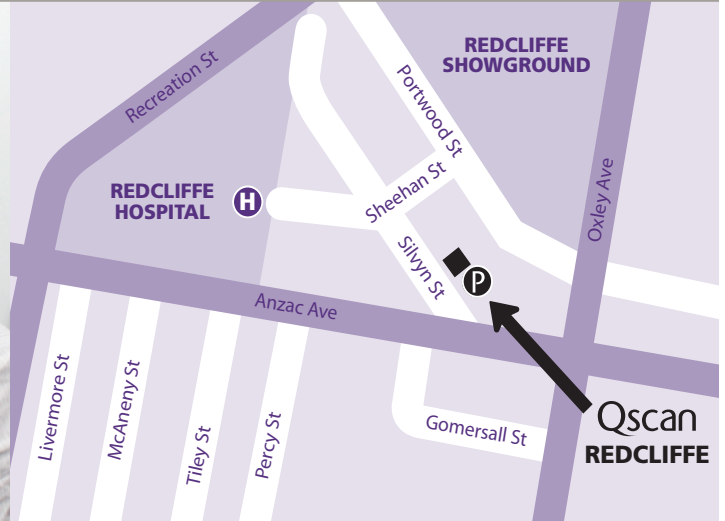 REDCLIFFE
SHOWGROUND
Recreation St
Portwood St
Oxley Ave
REDCLIFFE
HOSPITAL
H
Sheehan St
Silvyn St
P
Anzac Ave
Livermore St
McAneny St
Tiley St
Percy St
Gomersall St
Qscan
REDCLIFFE